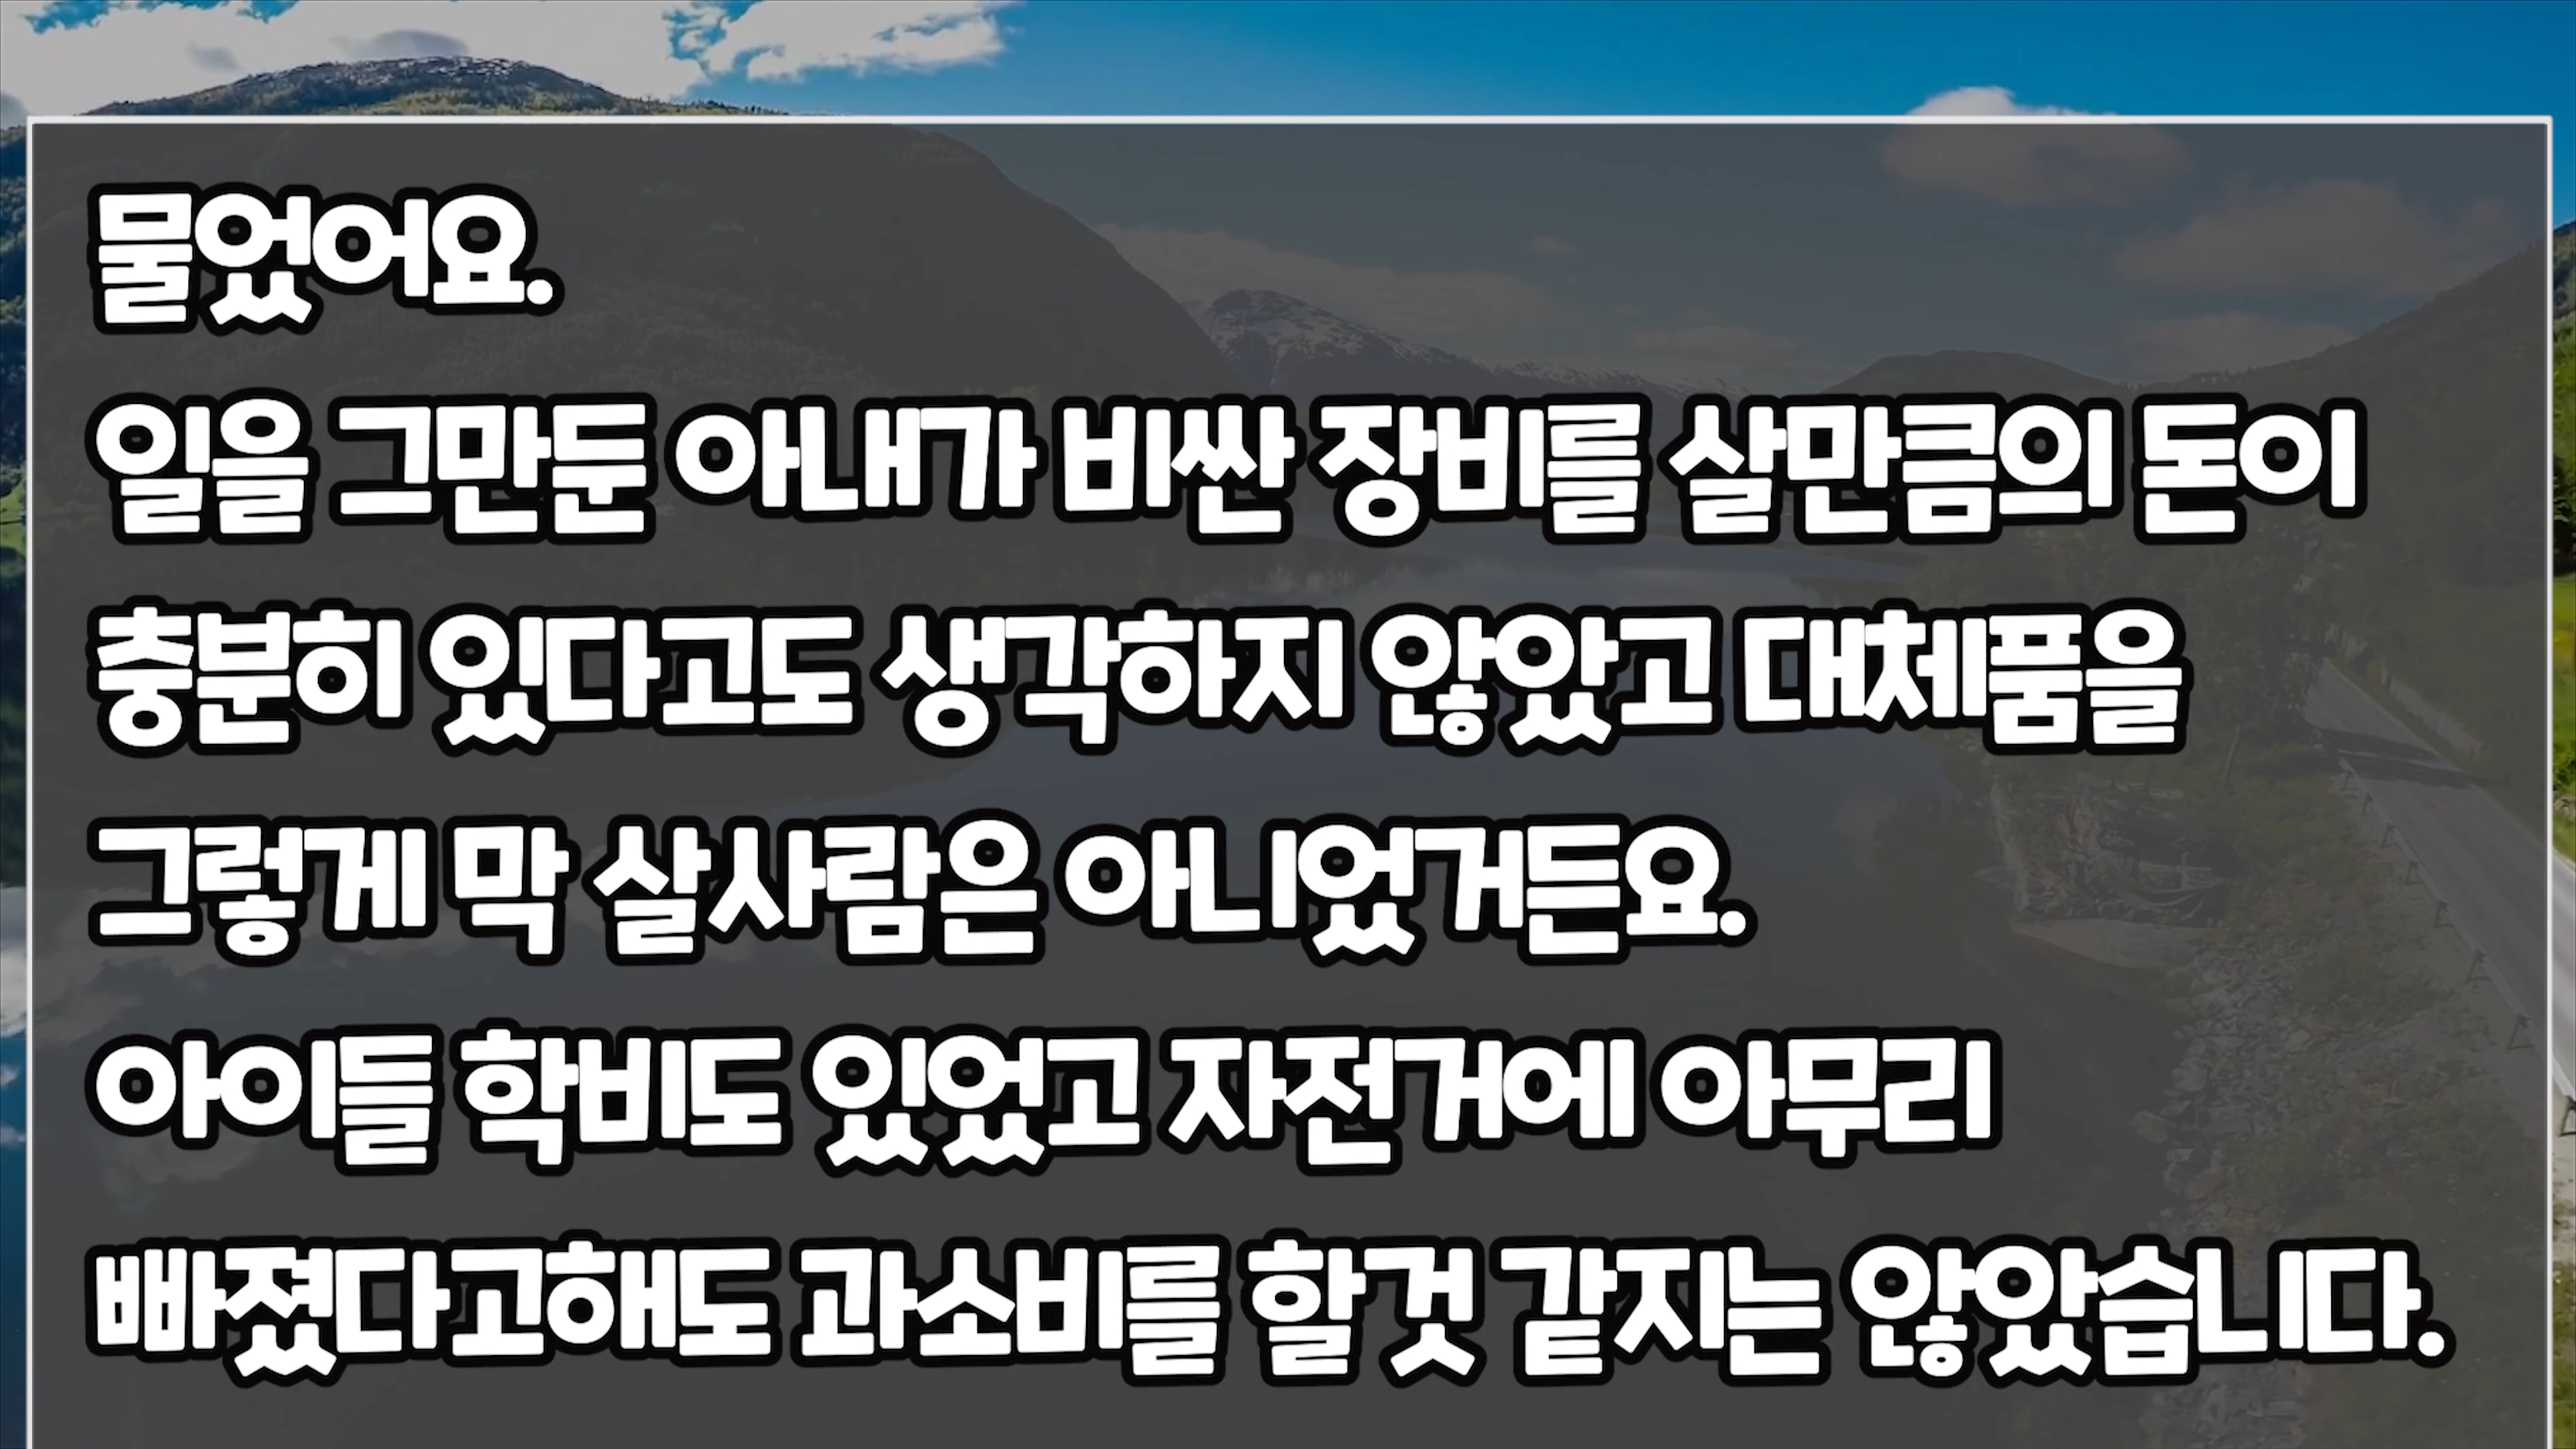 물었어요.
일을 그만둔 아내가 비싼 장비를 살만큼의 돈이
충분히 있다고도 생각하지 않았고 대체품을
그렇게 막 살사람은 아니었거든요.
아이들 학비도 있었고 자전거에 아무리
빠졌다고해도 과소비를 할것 같지는 않았습니다.